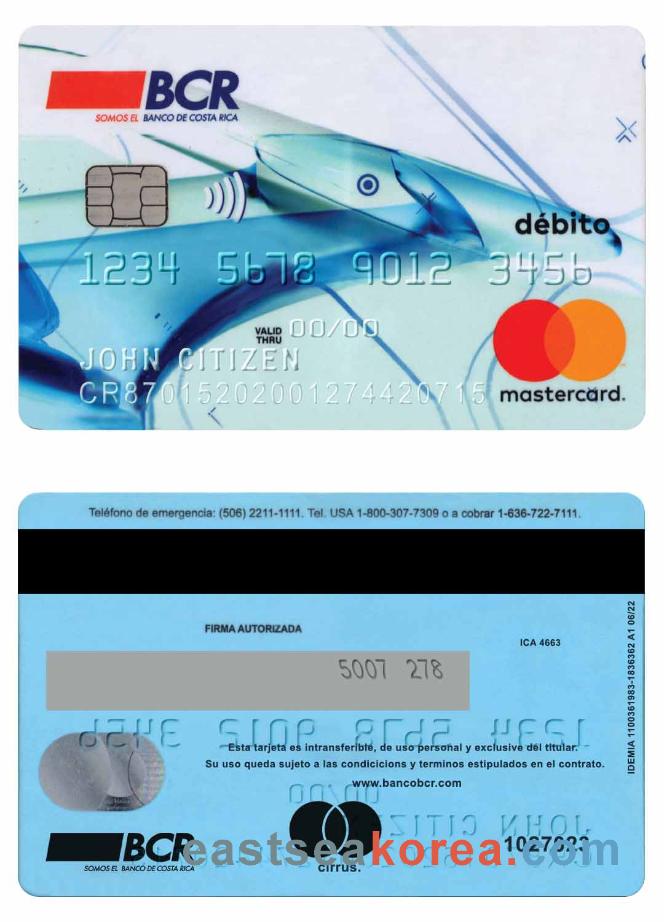 BCR
SOMOS EL BANCO DE COSTA RICA
débito
1234 5678 9012 3456
VALID THRU 00/00
JOHN CITIZEN
CR87015202001274420715
mastercard.
Teléfono de emergencia: (506) 2211-1111. Tel. USA 1-800-307-7309 o a cobrar 1-636-722-7111.
FIRMA AUTORIZADA
ICA 4663
IDEMIA 1100361983-1836362 A1 06/22
5007 278
Esta tarjeta es intransferible, de uso personal y exclusive del titular.
Su uso queda sujeto a las condicicions y terminos estipulados en el contrato.
www.bancobcr.com
BCR
SOMOS EL BANCO DE COSTA RICA
cirrus.
1027623
eastseakorea.com